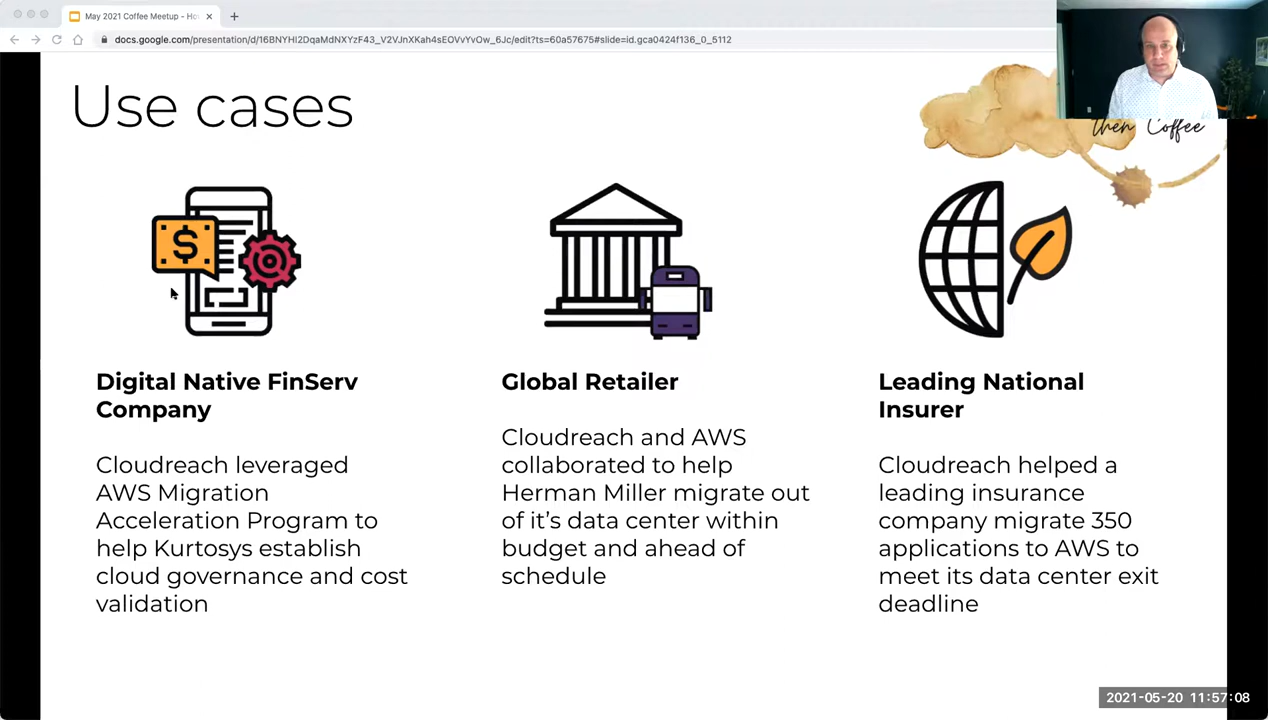 May 2021 Coffee Meetup - Ho
docs.google.com/presentation/d/16BNYHI2DqaMdNXYzF43_V2VJnXKah4sEOVvYvOw_6Jc/edit?ts=60a57675#slide=id.gca0424f136_0_5112
Use cases
then Coffee
$
Digital Native FinServ
Company
Cloudreach leveraged
AWS Migration
Acceleration Program to
help Kurtosys establish
cloud governance and cost
validation
Global Retailer
Cloudreach and AWS
collaborated to help
Herman Miller migrate out
of it’s data center within
budget and ahead of
schedule
Leading National
Insurer
Cloudreach helped a
leading insurance
company migrate 350
applications to AWS to
meet its data center exit
deadline
2021-05-20 11:57:08